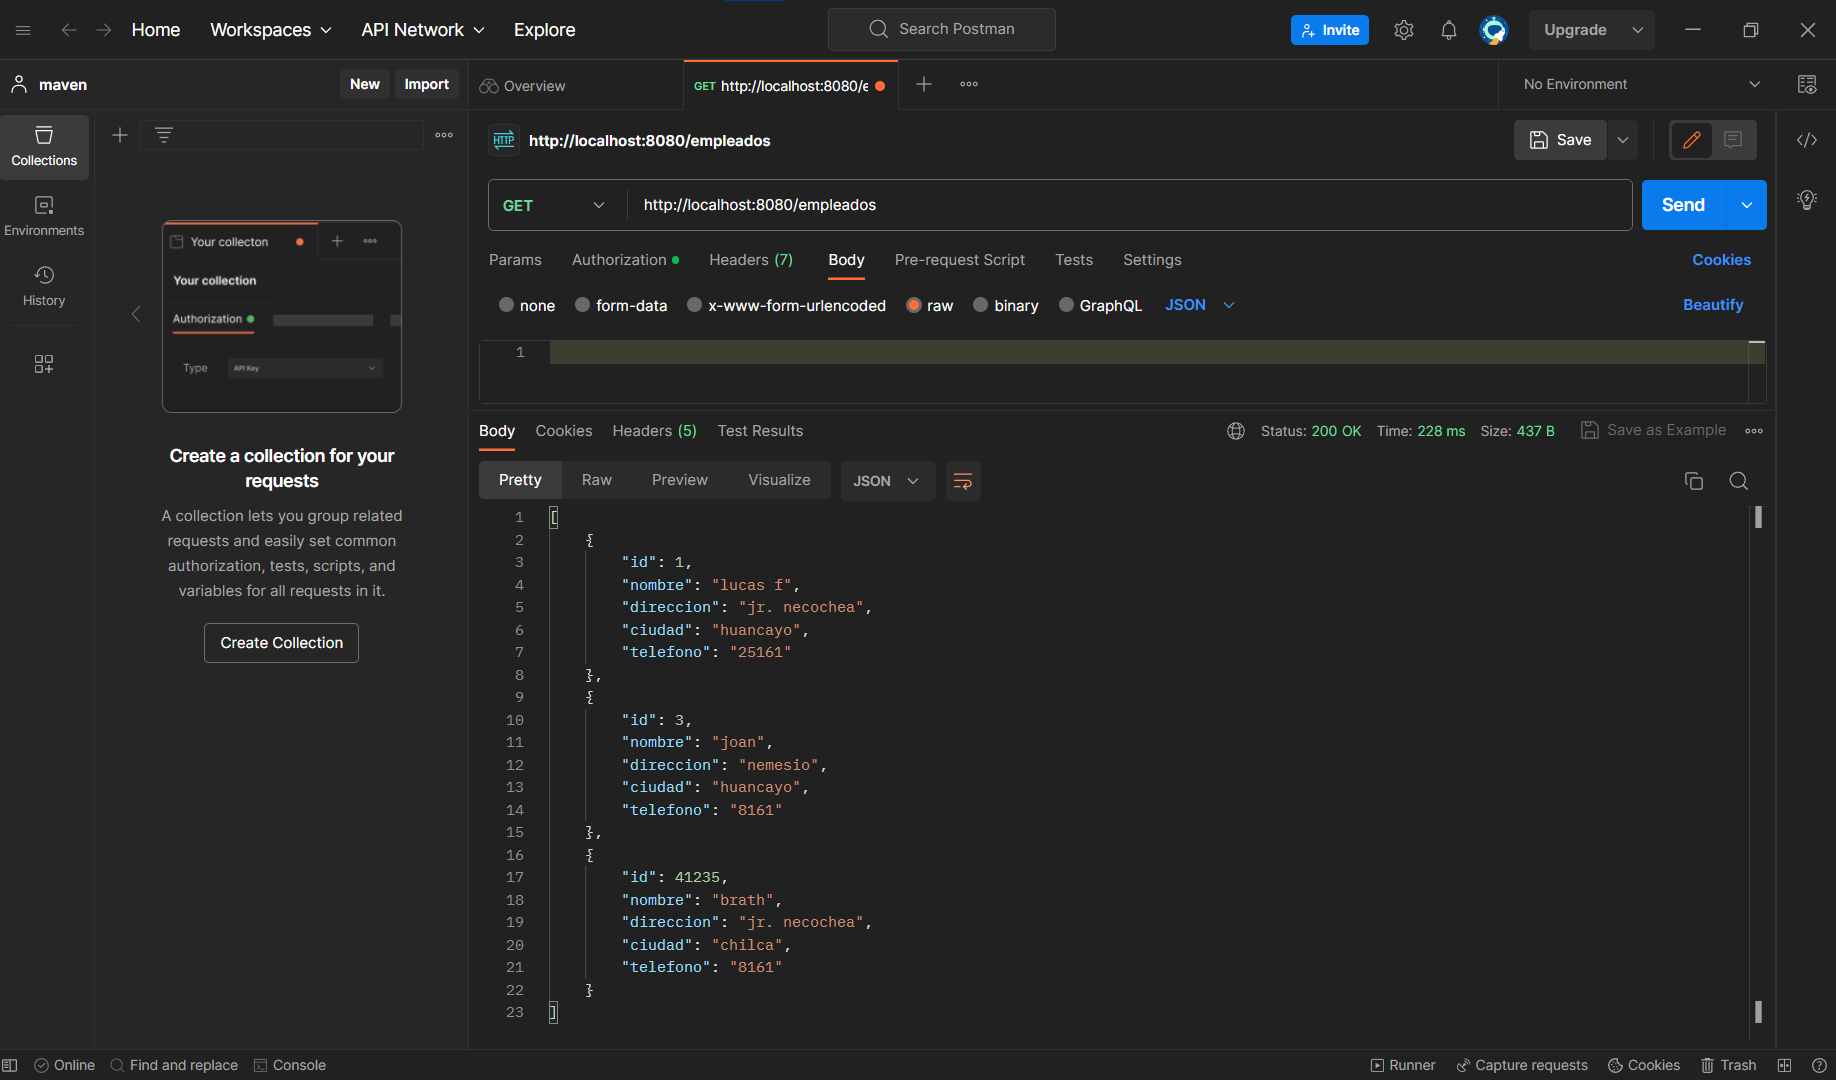 Home Workspaces API Network Explore Search Postman Invite Upgrade
maven New Import Overview GET http://localhost:8080/e No Environment
Collections
Environments
History
Your collecton
Your collection
Authorization
Type API Key
Create a collection for your
requests
A collection lets you group related
requests and easily set common
authorization, tests, scripts, and
variables for all requests in it.
Create Collection
HTTP http://localhost:8080/empleados Save
GET http://localhost:8080/empleados Send
Params Authorization Headers (7) Body Pre-request Script Tests Settings Cookies
none form-data x-www-form-urlencoded raw binary GraphQL JSON Beautify
1
Body Cookies Headers (5) Test Results Status: 200 OK Time: 228 ms Size: 437 B Save as Example
Pretty Raw Preview Visualize JSON
1 [
2 {
3 "id": 1,
4 "nombre": "lucas f",
5 "direccion": "jr. necochea",
6 "ciudad": "huancayo",
7 "telefono": "25161"
8 },
9 {
10 "id": 3,
11 "nombre": "joan",
12 "direccion": "nemesio",
13 "ciudad": "huancayo",
14 "telefono": "8161"
15 },
16 {
17 "id": 41235,
18 "nombre": "brath",
19 "direccion": "jr. necochea",
20 "ciudad": "chilca",
21 "telefono": "8161"
22 }
23 ]
Online Find and replace Console Runner Capture requests Cookies Trash